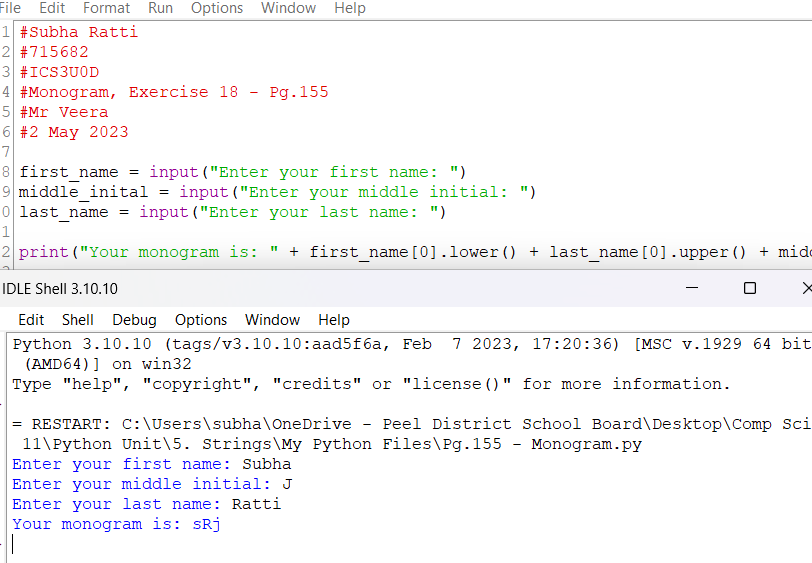 File Edit Format Run Options Window Help
1 #Subha Ratti
2 #715682
3 #ICS3U0D
4 #Monogram, Exercise 18 - Pg.155
5 #Mr Veera
6 #2 May 2023
7
8 first_name = input("Enter your first name: ")
9 middle_inital = input("Enter your middle initial: ")
0 last_name = input("Enter your last name: ")
1
2 print("Your monogram is: " + first_name[0].lower() + last_name[0].upper() + midd
IDLE Shell 3.10.10
Edit Shell Debug Options Window Help
Python 3.10.10 (tags/v3.10.10:aad5f6a, Feb  7 2023, 17:20:36) [MSC v.1929 64 bit
(AMD64)] on win32
Type "help", "copyright", "credits" or "license()" for more information.
= RESTART: C:\Users\subha\OneDrive - Peel District School Board\Desktop\Comp Sci
11\Python Unit\5. Strings\My Python Files\Pg.155 - Monogram.py
Enter your first name: Subha
Enter your middle initial: J
Enter your last name: Ratti
Your monogram is: sRj